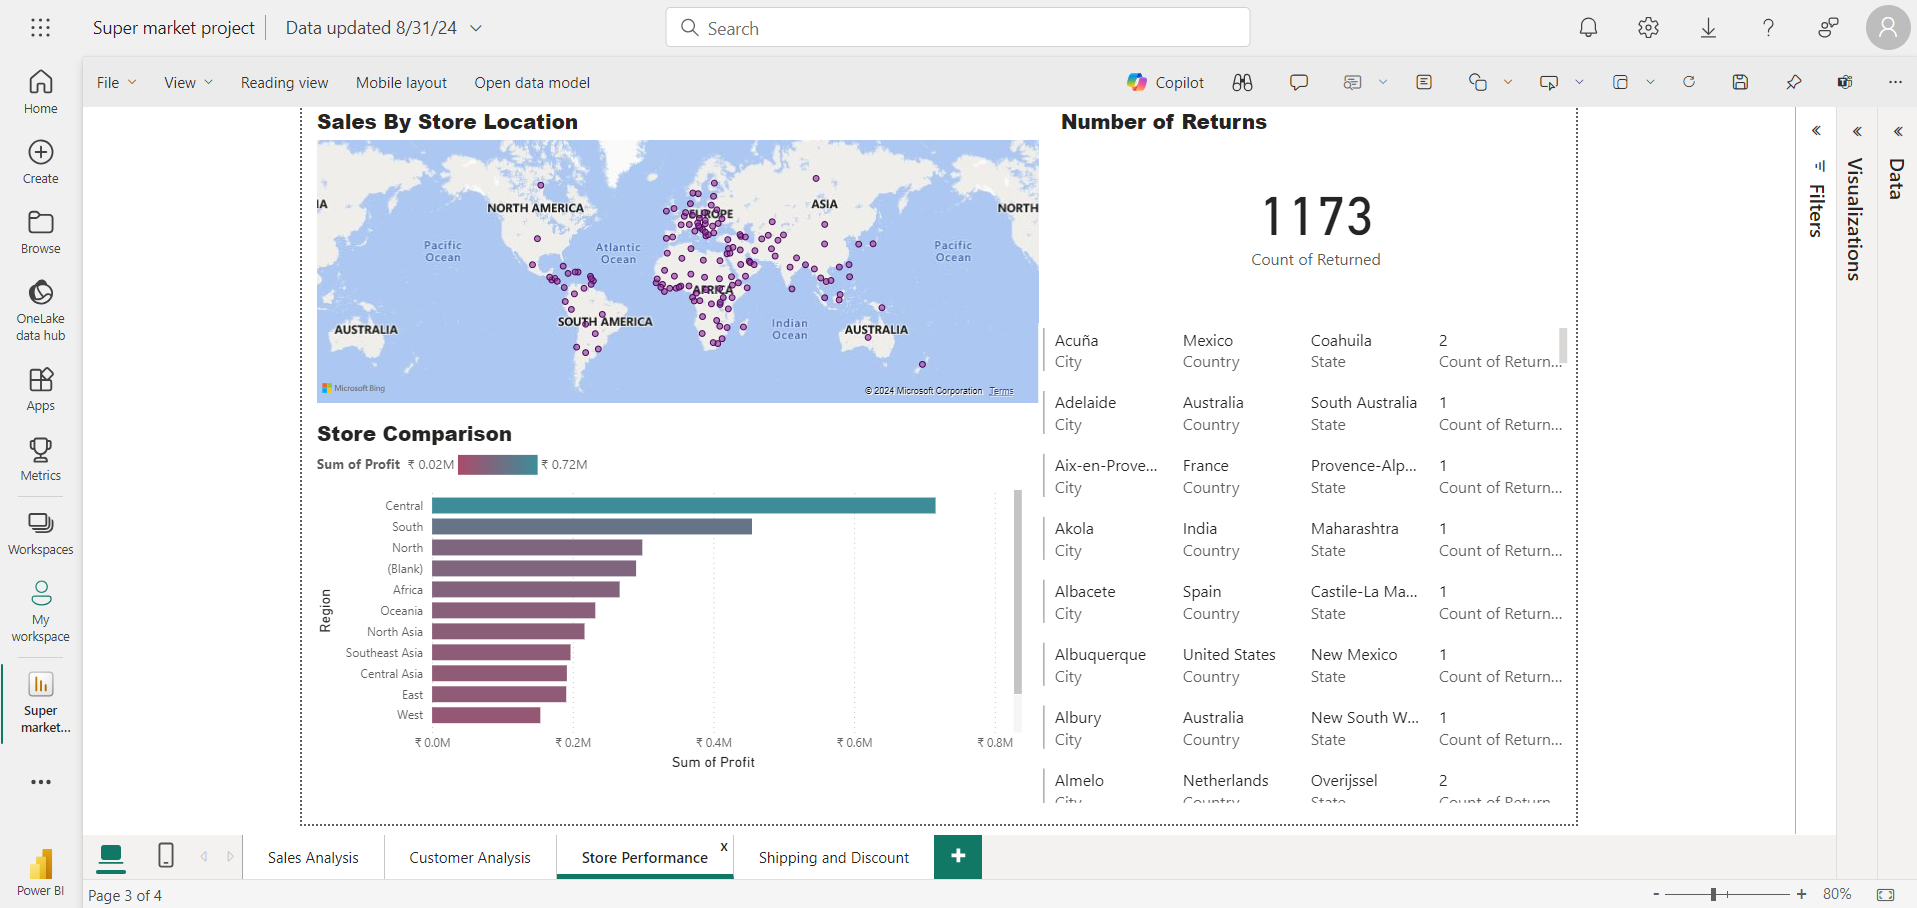 Super market project
Data updated 8/31/24
Search
File
View
Reading view
Mobile layout
Open data model
Copilot
Home
Create
Browse
OneLake
data hub
Apps
Metrics
Workspaces
My
workspace
Super
market...
Power BI
Sales By Store Location
IA
NORTH AMERICA
EUROPE
ASIA
NORTH
Pacific
Ocean
Atlantic
Ocean
Pacific
Ocean
AFRICA
AUSTRALIA
SOUTH AMERICA
Indian
Ocean
AUSTRALIA
Microsoft Bing
© 2024 Microsoft Corporation Terms
Store Comparison
Sum of Profit ₹ 0.02M ₹ 0.72M
Region
Central
South
North
(Blank)
Africa
Oceania
North Asia
Southeast Asia
Central Asia
East
West
₹ 0.0M ₹ 0.2M ₹ 0.4M ₹ 0.6M ₹ 0.8M
Sum of Profit
Number of Returns
1173
Count of Returned
Acuña Mexico Coahuila 2
City Country State Count of Return...
Adelaide Australia South Australia 1
City Country State Count of Return...
Aix-en-Prove... France Provence-Alp... 1
City Country State Count of Return...
Akola India Maharashtra 1
City Country State Count of Return...
Albacete Spain Castile-La Ma... 1
City Country State Count of Return...
Albuquerque United States New Mexico 1
City Country State Count of Return...
Albury Australia New South W... 1
City Country State Count of Return...
Almelo Netherlands Overijssel 2
City Country State Count of Return...
Filters
Visualizations
Data
Sales Analysis
Customer Analysis
Store Performance
x
Shipping and Discount
+
Page 3 of 4
- + 80%